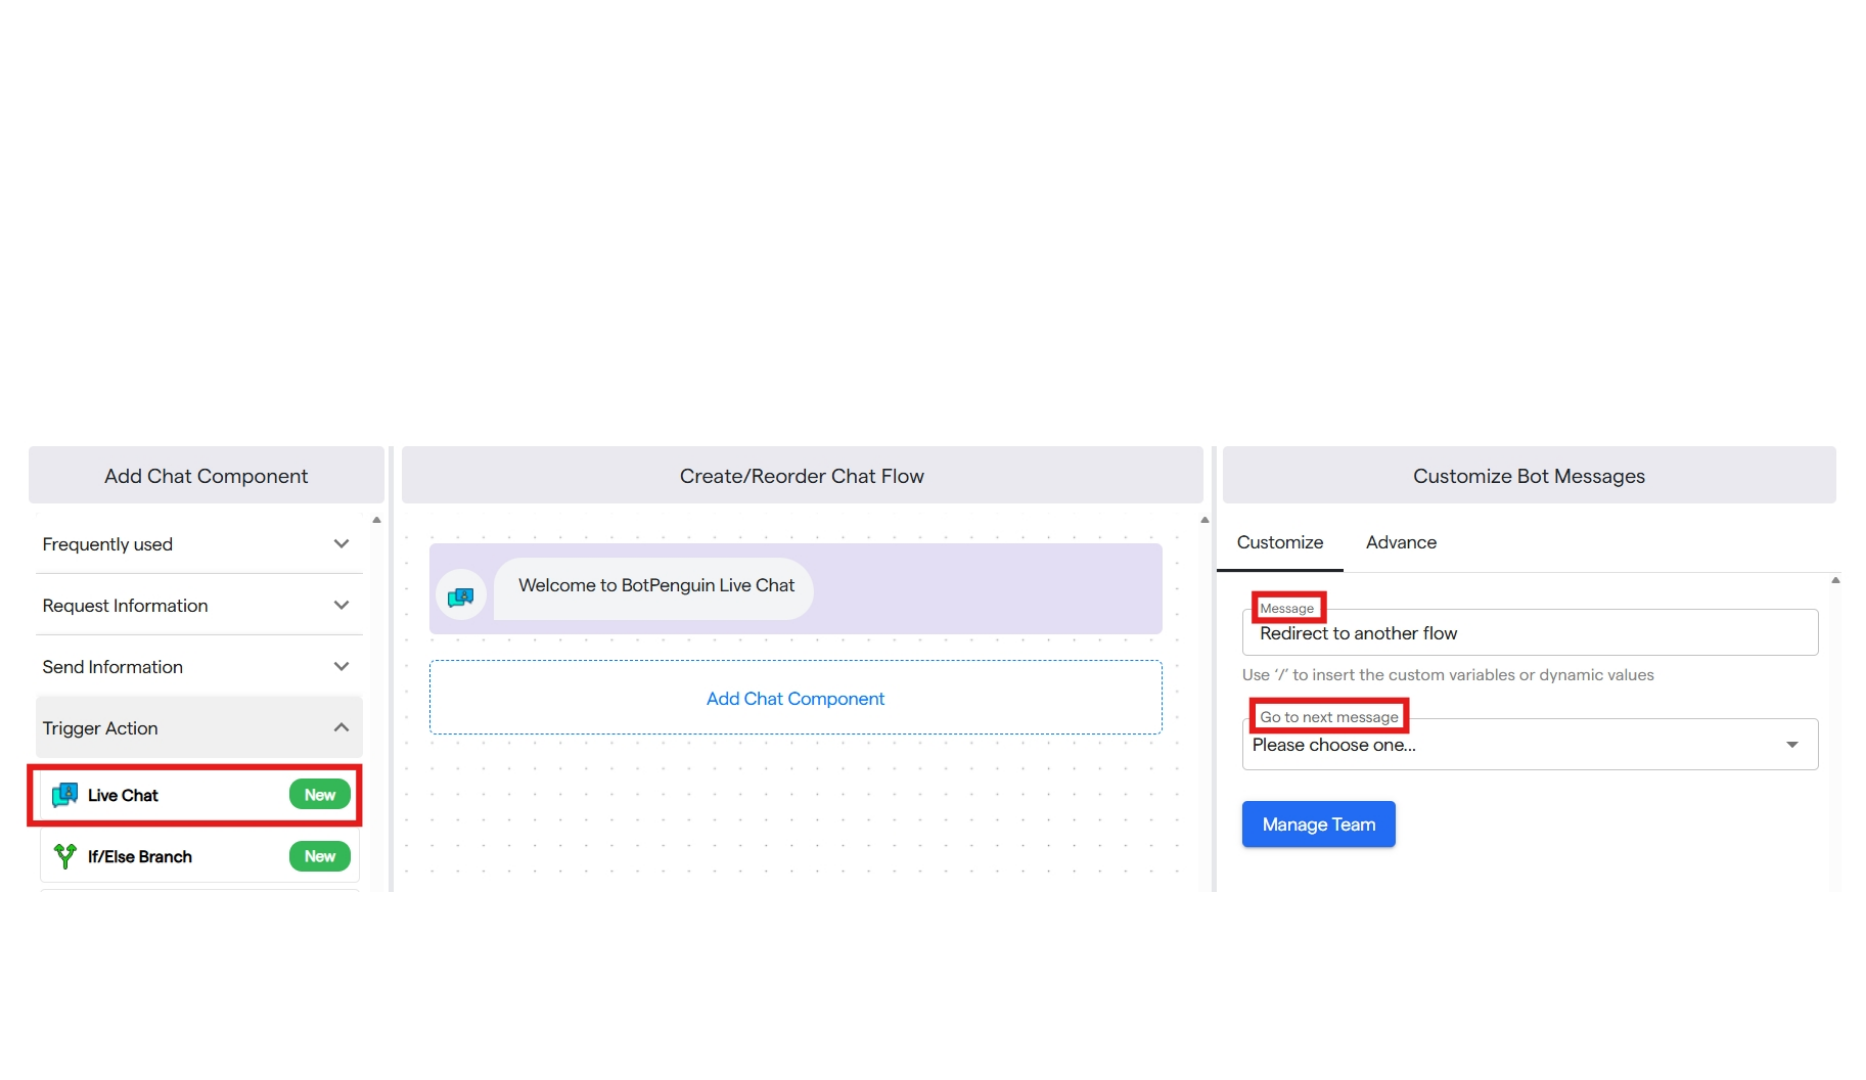 Add Chat Component
Frequently used
Request Information
Send Information
Trigger Action
Live Chat New
If/Else Branch New
Create/Reorder Chat Flow
Welcome to BotPenguin Live Chat
Add Chat Component
Customize Bot Messages
Customize Advance
Message
Redirect to another flow
Use ‘/’ to insert the custom variables or dynamic values
Go to next message
Please choose one...
Manage Team